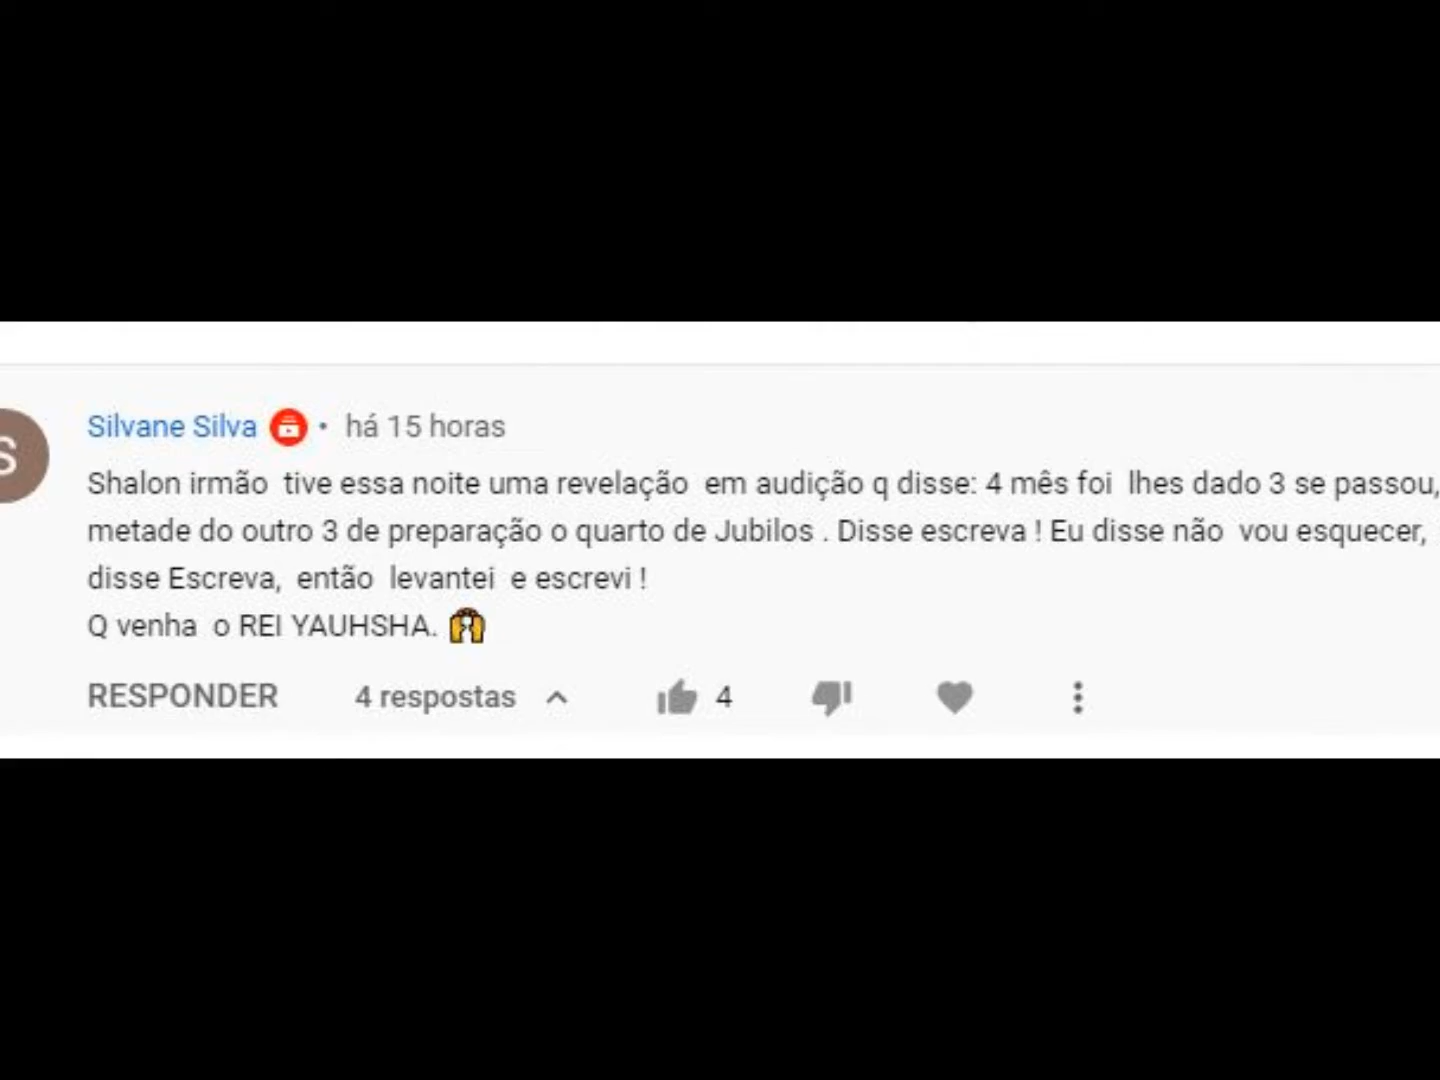 S
Silvane Silva • há 15 horas
Shalon irmão tive essa noite uma revelação em audição q disse: 4 mês foi lhes dado 3 se passou,
metade do outro 3 de preparação o quarto de Jubilos . Disse escreva ! Eu disse não vou esquecer,
disse Escreva, então levantei e escrevi !
Q venha o REI YAUHSHA. 🙌
RESPONDER 4 respostas 4